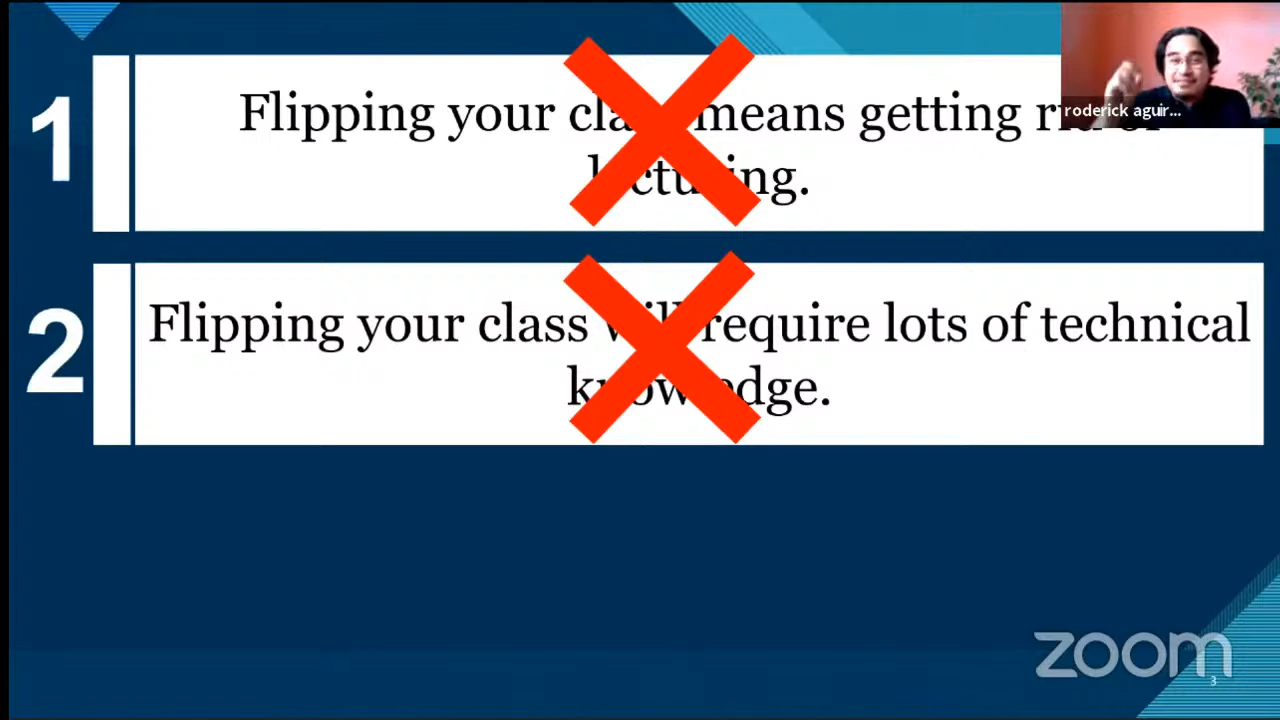 1
Flipping your class means getting rid of
lecturing.
roderick aguir...
2
Flipping your class will require lots of technical
knowledge.
zoom
3